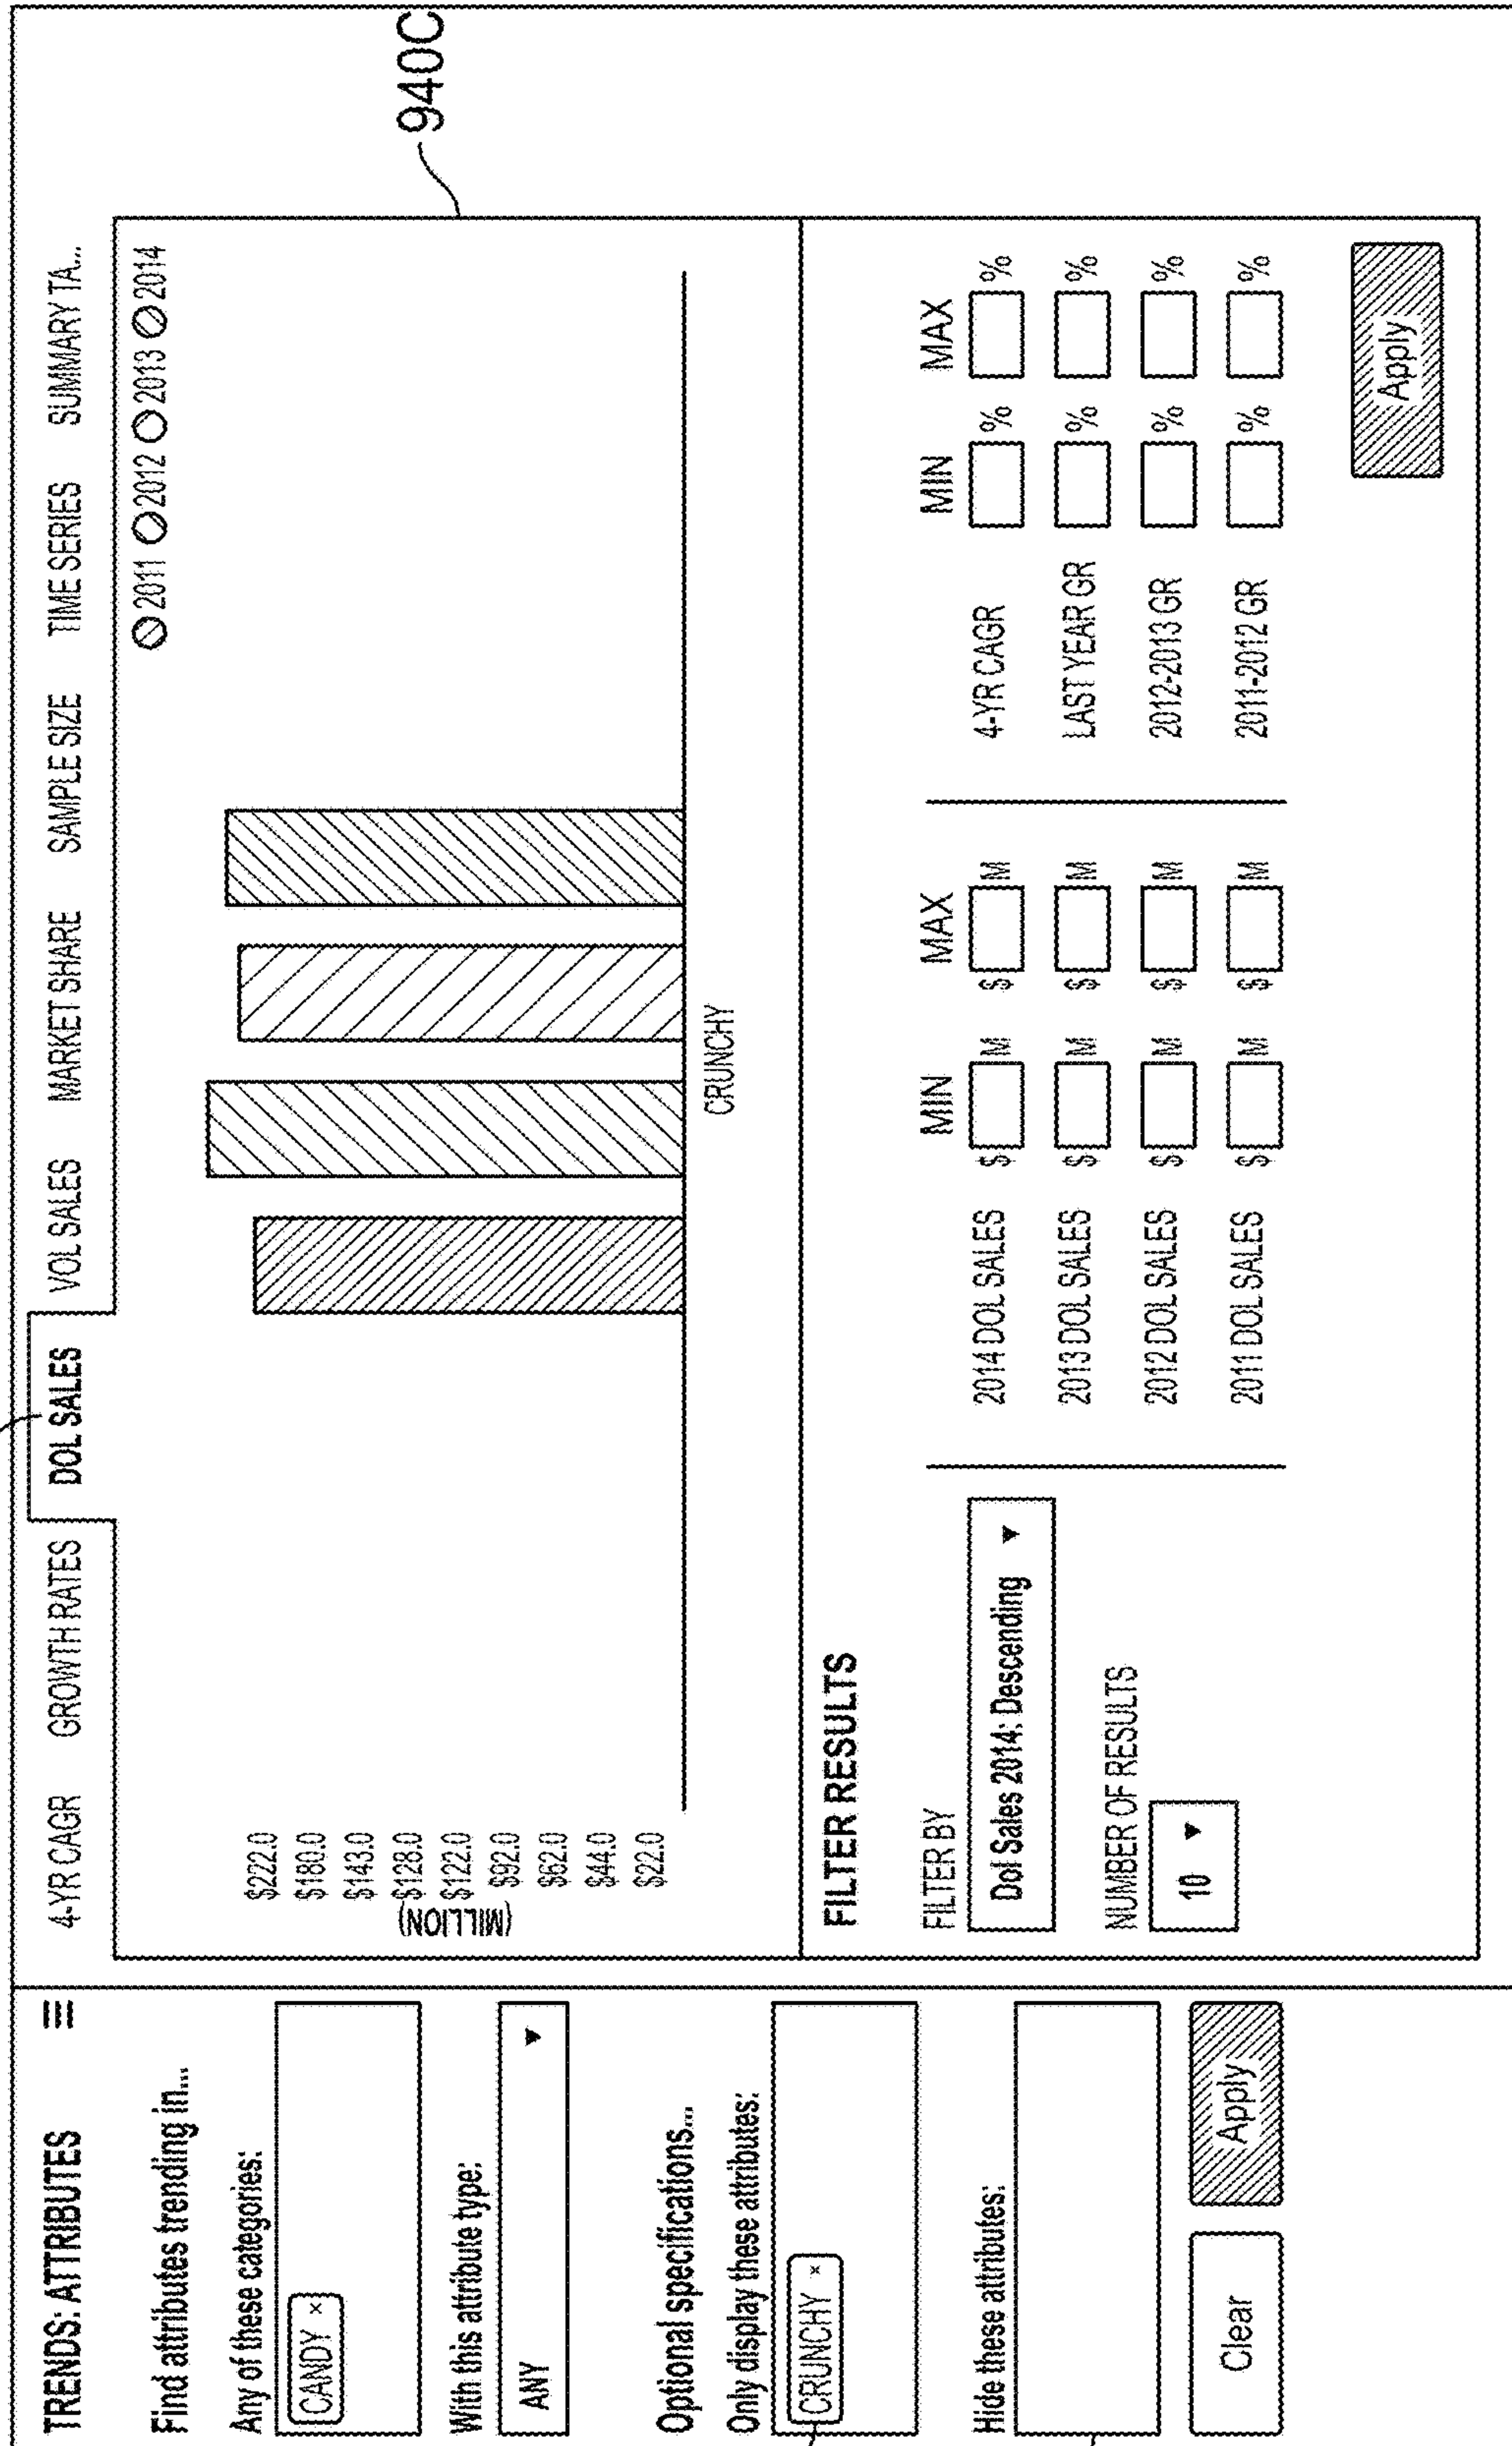 TRENDS: ATTRIBUTES
Find attributes trending in...
Any of these categories:
CANDY ×
With this attribute type:
ANY ▼
Optional specifications...
Only display these attributes:
CRUNCHY ×
Hide these attributes:
Clear Apply
4-YR CAGR GROWTH RATES DOL SALES VOL SALES MARKET SHARE SAMPLE SIZE TIME SERIES SUMMARY TA...
2011 2012 2013 2014
$222.0
$180.0
$143.0
$128.0
$122.0
$92.0
$62.0
$44.0
$22.0
(MILLION)
CRUNCHY
940C
FILTER RESULTS
FILTER BY
Dol Sales 2014: Descending ▼
NUMBER OF RESULTS
10 ▼
MIN MAX
2014 DOL SALES $ M $ M
2013 DOL SALES $ M $ M
2012 DOL SALES $ M $ M
2011 DOL SALES $ M $ M
MIN MAX
4-YR CAGR % %
LAST YEAR GR % %
2012-2013 GR % %
2011-2012 GR % %
Apply